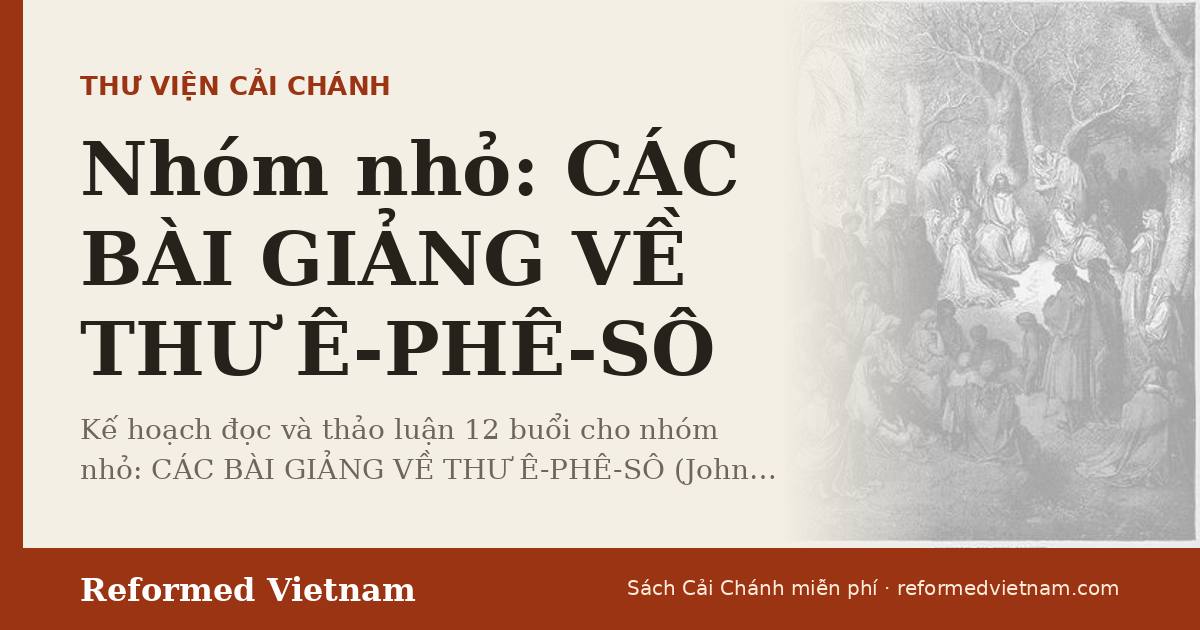 THƯ VIỆN CẢI CHÁNH
Nhóm nhỏ: CÁC
BÀI GIẢNG VỀ
THƯ Ê-PHÊ-SÔ
Kế hoạch đọc và thảo luận 12 buổi cho nhóm
nhỏ: CÁC BÀI GIẢNG VỀ THƯ Ê-PHÊ-SÔ (John…
Reformed Vietnam
Sách Cải Chánh miễn phí · reformedvietnam.com